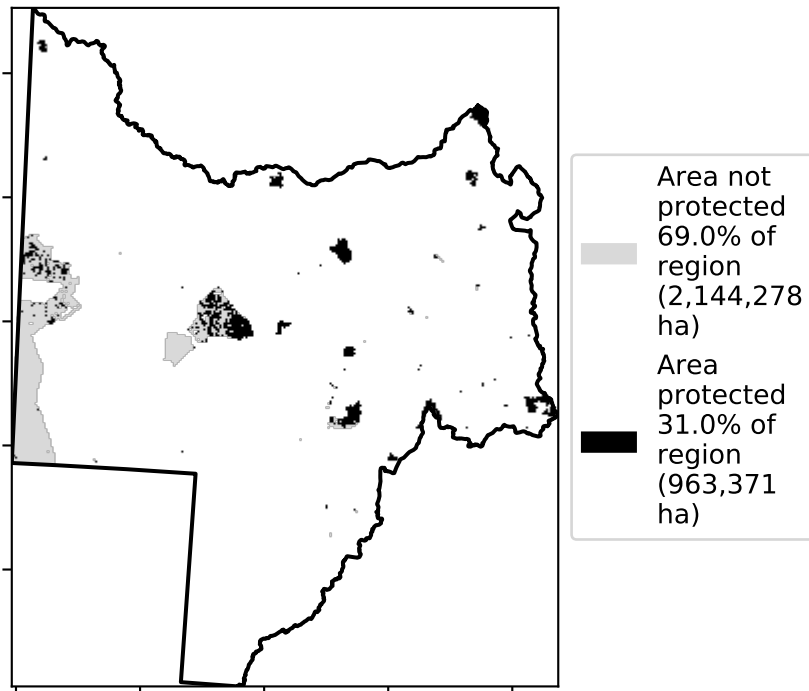 Area not
protected
69.0% of
region
(2,144,278
ha)
Area
protected
31.0% of
region
(963,371
ha)